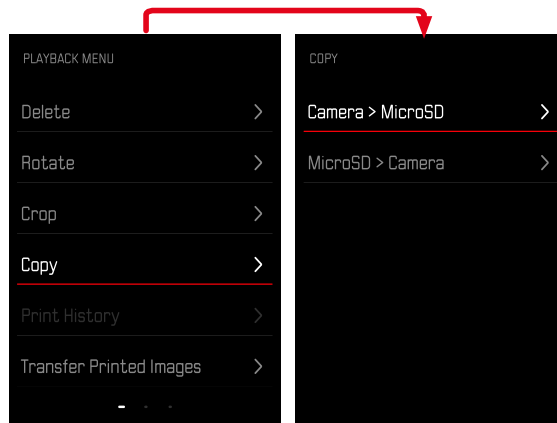 PLAYBACK MENU
Delete
Rotate
Crop
Copy
Print History
Transfer Printed Images
COPY
Camera > MicroSD
MicroSD > Camera